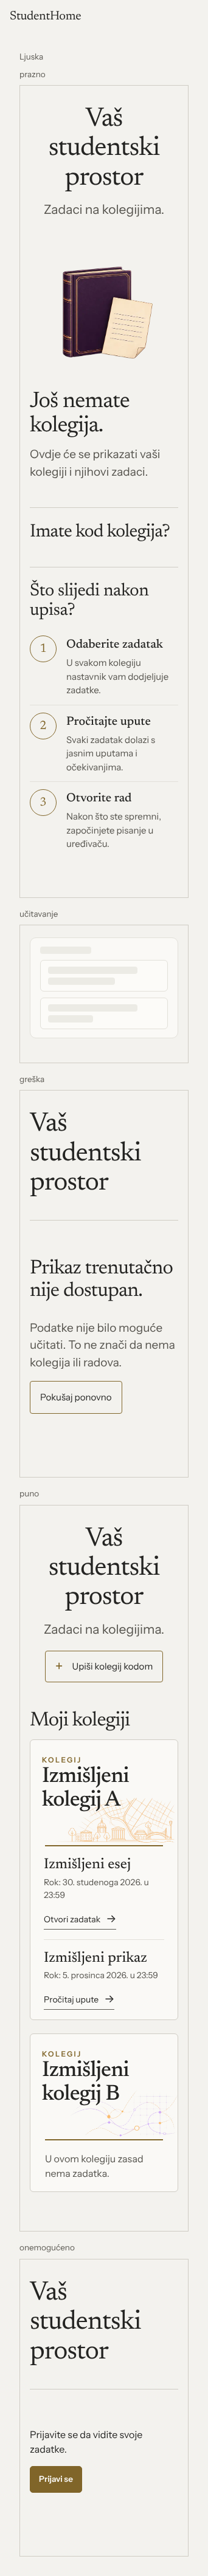 StudentHome
Ljuska
prazno
Vaš
studentski
prostor
Zadaci na kolegijima.
Još nemate
kolegija.
Ovdje će se prikazati vaši
kolegiji i njihovi zadaci.
Imate kod kolegija?
Što slijedi nakon
upisa?
1
Odaberite zadatak
U svakom kolegiju
nastavnik vam dodjeljuje
zadatke.
2
Pročitajte upute
Svaki zadatak dolazi s
jasnim uputama i
očekivanjima.
3
Otvorite rad
Nakon što ste spremni,
započinjete pisanje u
uređivaču.
učitavanje
greška
Vaš
studentski
prostor
Prikaz trenutačno
nije dostupan.
Podatke nije bilo moguće
učitati. To ne znači da nema
kolegija ili radova.
Pokušaj ponovno
puno
Vaš
studentski
prostor
Zadaci na kolegijima.
+ Upiši kolegij kodom
Moji kolegiji
KOLEGIJ
Izmišljeni
kolegij A
Izmišljeni esej
Rok: 30. studenoga 2026. u
23:59
Otvori zadatak →
Izmišljeni prikaz
Rok: 5. prosinca 2026. u 23:59
Pročitaj upute →
KOLEGIJ
Izmišljeni
kolegij B
U ovom kolegiju zasad
nema zadataka.
onemogućeno
Vaš
studentski
prostor
Prijavite se da vidite svoje
zadatke.
Prijavi se